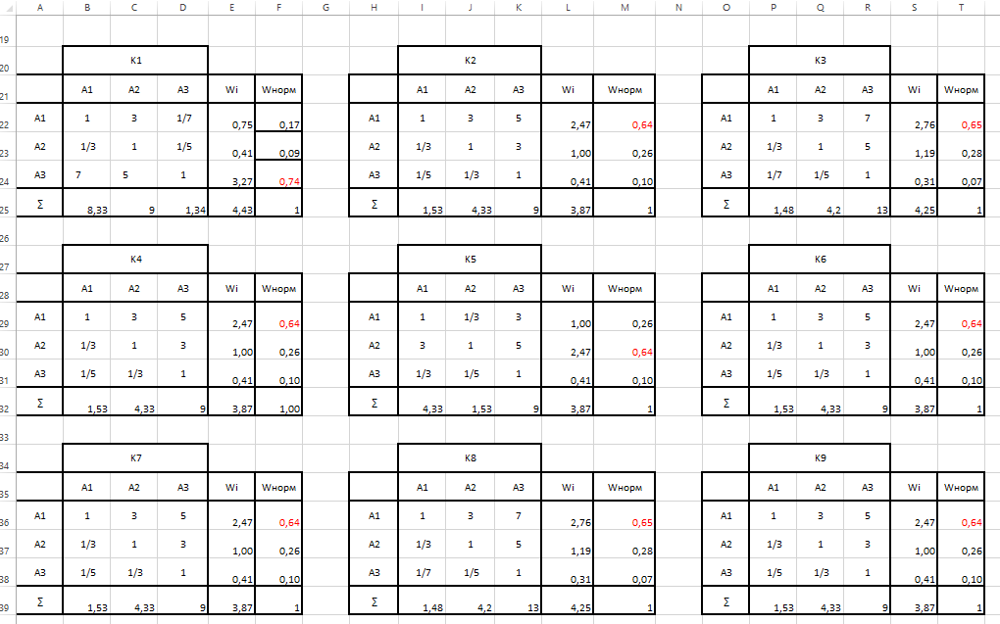 A B C D E F G H I J K L M N O P Q R S T
19
20 K1 K2 K3
21 A1 A2 A3 Wi Wнорм A1 A2 A3 Wi Wнорм A1 A2 A3 Wi Wнорм
22 A1 1 3 1/7 0,75 0,17 A1 1 3 5 2,47 0,64 A1 1 3 7 2,76 0,65
23 A2 1/3 1 1/5 0,41 0,09 A2 1/3 1 3 1,00 0,26 A2 1/3 1 5 1,19 0,28
24 A3 7 5 1 3,27 0,74 A3 1/5 1/3 1 0,41 0,10 A3 1/7 1/5 1 0,31 0,07
25 Σ 8,33 9 1,34 4,43 1 Σ 1,53 4,33 9 3,87 1 Σ 1,48 4,2 13 4,25 1
26
27 K4 K5 K6
28 A1 A2 A3 Wi Wнорм A1 A2 A3 Wi Wнорм A1 A2 A3 Wi Wнорм
29 A1 1 3 5 2,47 0,64 A1 1 1/3 3 1,00 0,26 A1 1 3 5 2,47 0,64
30 A2 1/3 1 3 1,00 0,26 A2 3 1 5 2,47 0,64 A2 1/3 1 3 1,00 0,26
31 A3 1/5 1/3 1 0,41 0,10 A3 1/3 1/5 1 0,41 0,10 A3 1/5 1/3 1 0,41 0,10
32 Σ 1,53 4,33 9 3,87 1,00 Σ 4,33 1,53 9 3,87 1 Σ 1,53 4,33 9 3,87 1
33
34 K7 K8 K9
35 A1 A2 A3 Wi Wнорм A1 A2 A3 Wi Wнорм A1 A2 A3 Wi Wнорм
36 A1 1 3 5 2,47 0,64 A1 1 3 7 2,76 0,65 A1 1 3 5 2,47 0,64
37 A2 1/3 1 3 1,00 0,26 A2 1/3 1 5 1,19 0,28 A2 1/3 1 3 1,00 0,26
38 A3 1/5 1/3 1 0,41 0,10 A3 1/7 1/5 1 0,31 0,07 A3 1/5 1/3 1 0,41 0,10
39 Σ 1,53 4,33 9 3,87 1 Σ 1,48 4,2 13 4,25 1 Σ 1,53 4,33 9 3,87 1